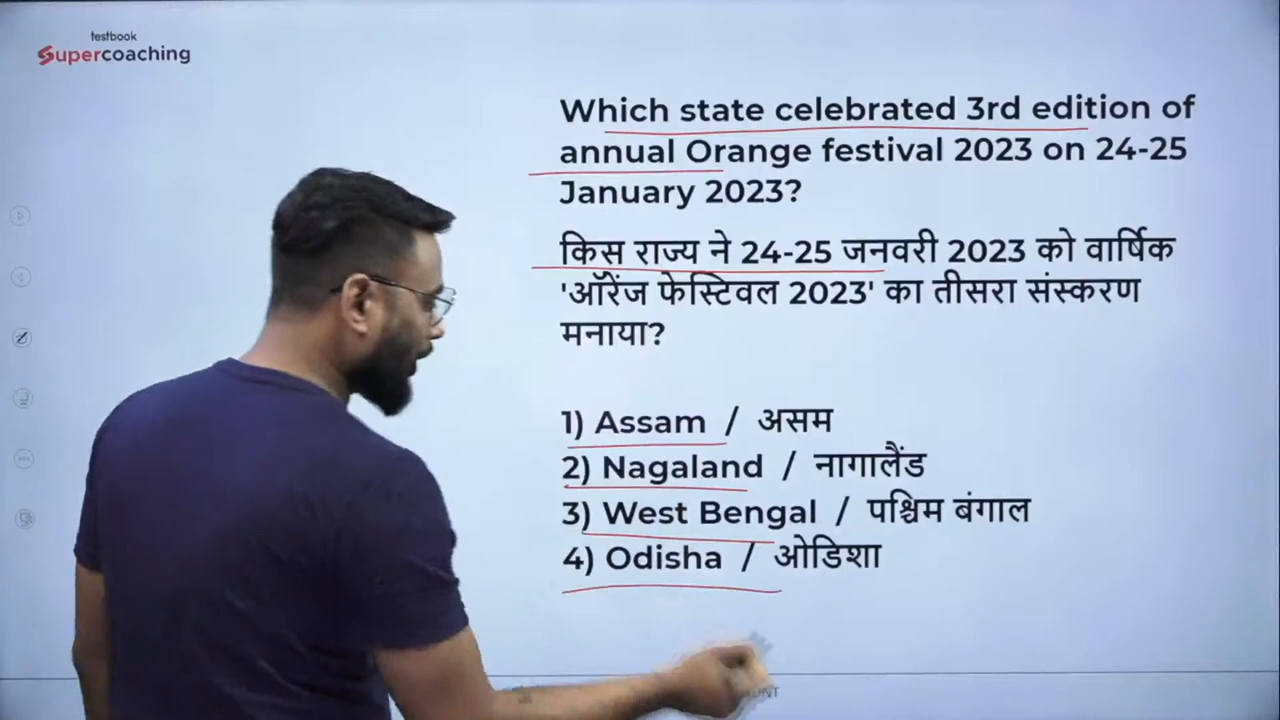 testbook
Supercoaching
Which state celebrated 3rd edition of
annual Orange festival 2023 on 24-25
January 2023?
किस राज्य ने 24-25 जनवरी 2023 को वार्षिक
'ऑरेंज फेस्टिवल 2023' का तीसरा संस्करण
मनाया?
1) Assam / असम
2) Nagaland / नागालैंड
3) West Bengal / पश्चिम बंगाल
4) Odisha / ओडिशा